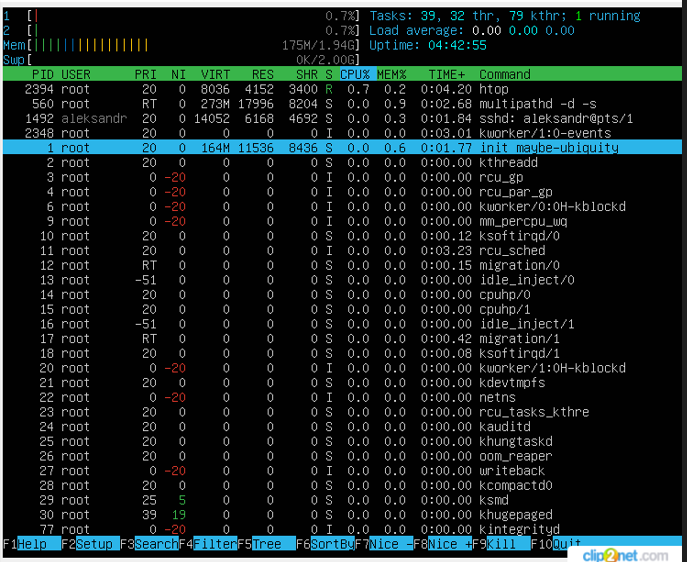 1 [| 0.7%] Tasks: 39, 32 thr, 79 kthr; 1 running
2 [| 0.7%] Load average: 0.00 0.00 0.00
Mem[|||||||||||||||| 175M/1.94G] Uptime: 04:42:55
Swp[ 0K/2.00G]
PID USER PRI NI VIRT RES SHR S CPU% MEM% TIME+ Command
2394 root 20 0 8036 4152 3400 R 0.7 0.2 0:04.20 htop
560 root RT 0 273M 17996 8204 S 0.0 0.9 0:02.68 multipathd -d -s
1492 aleksandr 20 0 14052 6168 4692 S 0.0 0.3 0:01.84 sshd: aleksandr@pts/1
2348 root 20 0 0 0 0 I 0.0 0.0 0:03.01 kworker/1:0-events
1 root 20 0 164M 11536 8436 S 0.0 0.6 0:01.77 init maybe-ubiquity
2 root 20 0 0 0 0 S 0.0 0.0 0:00.00 kthreadd
3 root 0 -20 0 0 0 I 0.0 0.0 0:00.00 rcu_gp
4 root 0 -20 0 0 0 I 0.0 0.0 0:00.00 rcu_par_gp
6 root 0 -20 0 0 0 I 0.0 0.0 0:00.00 kworker/0:0H-kblockd
9 root 0 -20 0 0 0 I 0.0 0.0 0:00.00 mm_percpu_wq
10 root 20 0 0 0 0 S 0.0 0.0 0:00.12 ksoftirqd/0
11 root 20 0 0 0 0 I 0.0 0.0 0:03.23 rcu_sched
12 root RT 0 0 0 0 S 0.0 0.0 0:00.15 migration/0
13 root -51 0 0 0 0 S 0.0 0.0 0:00.00 idle_inject/0
14 root 20 0 0 0 0 S 0.0 0.0 0:00.00 cpuhp/0
15 root 20 0 0 0 0 S 0.0 0.0 0:00.00 cpuhp/1
16 root -51 0 0 0 0 S 0.0 0.0 0:00.00 idle_inject/1
17 root RT 0 0 0 0 S 0.0 0.0 0:00.42 migration/1
18 root 20 0 0 0 0 S 0.0 0.0 0:00.08 ksoftirqd/1
20 root 0 -20 0 0 0 I 0.0 0.0 0:00.00 kworker/1:0H-kblockd
21 root 20 0 0 0 0 S 0.0 0.0 0:00.00 kdevtmpfs
22 root 0 -20 0 0 0 I 0.0 0.0 0:00.00 netns
23 root 20 0 0 0 0 S 0.0 0.0 0:00.00 rcu_tasks_kthre
24 root 20 0 0 0 0 S 0.0 0.0 0:00.00 kauditd
25 root 20 0 0 0 0 S 0.0 0.0 0:00.00 khungtaskd
26 root 20 0 0 0 0 S 0.0 0.0 0:00.00 oom_reaper
27 root 0 -20 0 0 0 I 0.0 0.0 0:00.00 writeback
28 root 20 0 0 0 0 S 0.0 0.0 0:00.00 kcompactd0
29 root 25 5 0 0 0 S 0.0 0.0 0:00.00 ksmd
30 root 39 19 0 0 0 S 0.0 0.0 0:00.00 khugepaged
77 root 0 -20 0 0 0 I 0.0 0.0 0:00.00 kintegrityd
F1Help F2Setup F3SearchF4FilterF5Tree F6SortByF7Nice -F8Nice +F9Kill F10Quit
clip2net.com